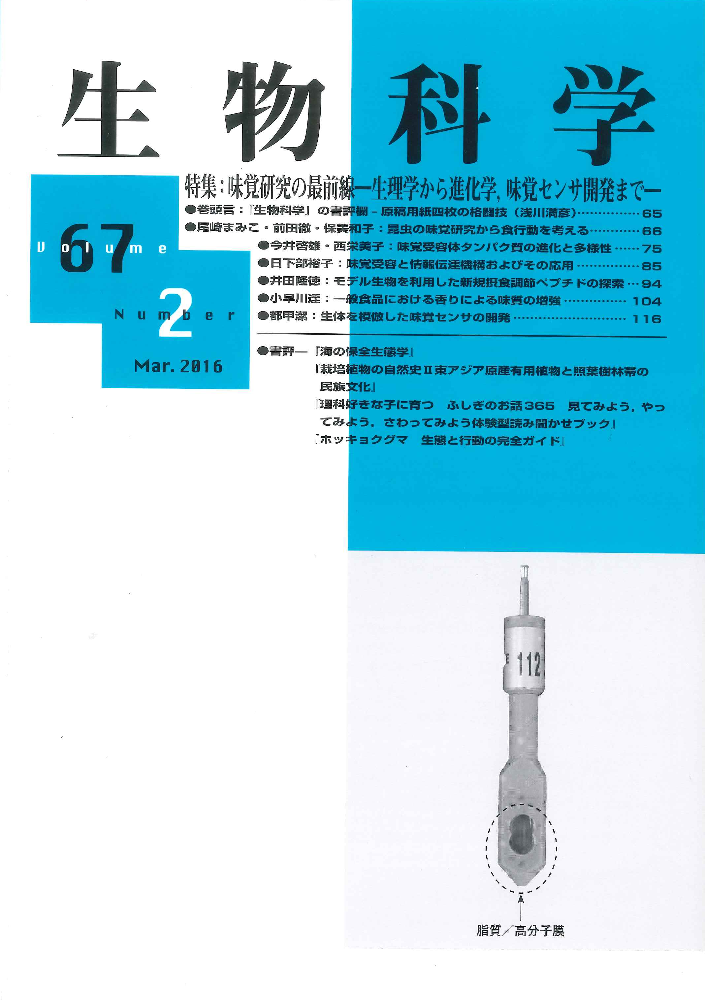 生物科学
特集：味覚研究の最前線―生理学から進化学，味覚センサ開発まで―
●巻頭言：『生物科学』の書評欄－原稿用紙四枚の格闘技（浅川満彦）……………65
●尾崎まみこ・前田徹・保美和子：昆虫の味覚研究から食行動を考える…………66
●今井啓雄・西栄美子：味覚受容体タンパク質の進化と多様性……75
●日下部裕子：味覚受容と情報伝達機構およびその応用……………85
●井田隆徳：モデル生物を利用した新規摂食調節ペプチドの探索…94
●小早川達：一般食品における香りによる味質の増強……………104
●都甲潔：生体を模倣した味覚センサの開発………………………116
Volume
67
Number
2
Mar. 2016
●書評―『海の保全生態学』
『栽培植物の自然史Ⅱ東アジア原産有用植物と照葉樹林帯の
民族文化』
『理科好きな子に育つ　ふしぎのお話365　見てみよう，やっ
てみよう，さわってみよう体験型読み聞かせブック』
『ホッキョクグマ　生態と行動の完全ガイド』
E 112
脂質／高分子膜